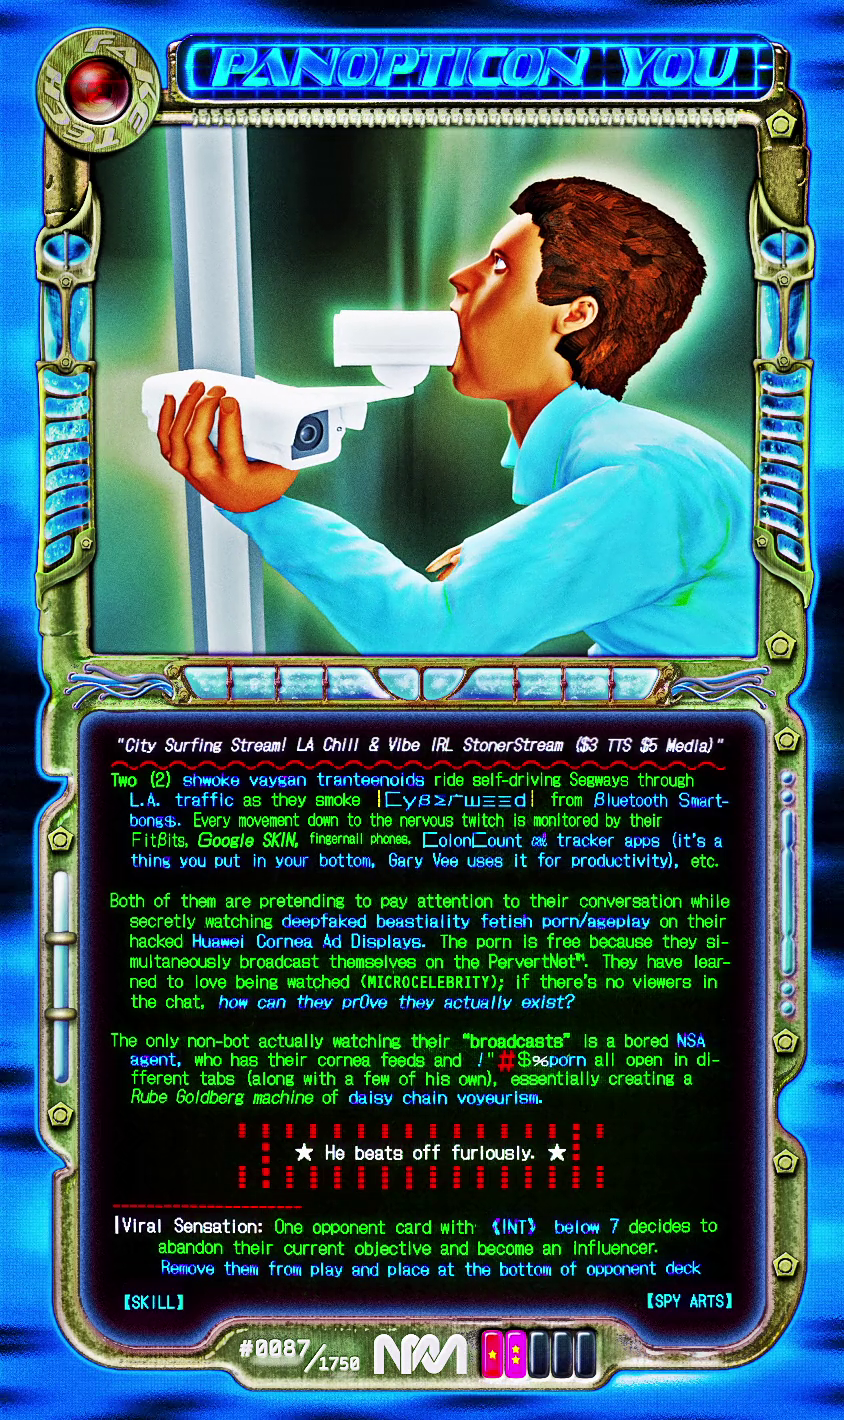 FAKE TECH
PANOPTICON YOU
"City Surfing Stream! LA Chill & Vibe IRL StonerStream ($3 TTS $5 Media)"
Two (2) shwoke vaygan tranteenoids ride self-driving Segways through
L.A. traffic as they smoke from βluetooth Smart-
bong$. Every movement down to the nervous twitch is monitored by their
Fitβits, Google SKIN, fingernail phones, ColonCount cal tracker apps (it's a
thing you put in your bottom, Gary Vee uses it for productivity), etc.
Both of them are pretending to pay attention to their conversation while
secretly watching deepfaked beastiality fetish porn/ageplay on their
hacked Huawei Cornea Ad Displays. The porn is free because they si-
multaneously broadcast themselves on the PervertNet™. They have lear-
ned to love being watched (MICROCELEBRITY); if there's no viewers in
the chat, how can they pr0ve they actually exist?
The only non-bot actually watching their "broadcasts" is a bored NSA
agent, who has their cornea feeds and !"#$%porn all open in di-
fferent tabs (along with a few of his own), essentially creating a
Rube Goldberg machine of daisy chain voyeurism.
★ He beats off furiously. ★
Viral Sensation: One opponent card with 《INT》 below 7 decides to
abandon their current objective and become an influencer.
Remove them from play and place at the bottom of opponent deck
【SKILL】
【SPY ARTS】
#0087/1750